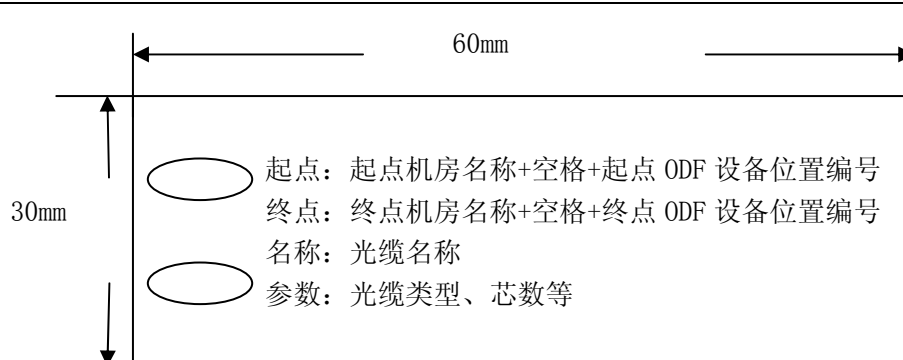 60mm
起点：起点机房名称+空格+起点 ODF 设备位置编号
30mm
终点：终点机房名称+空格+终点 ODF 设备位置编号
名称：光缆名称
参数：光缆类型、芯数等